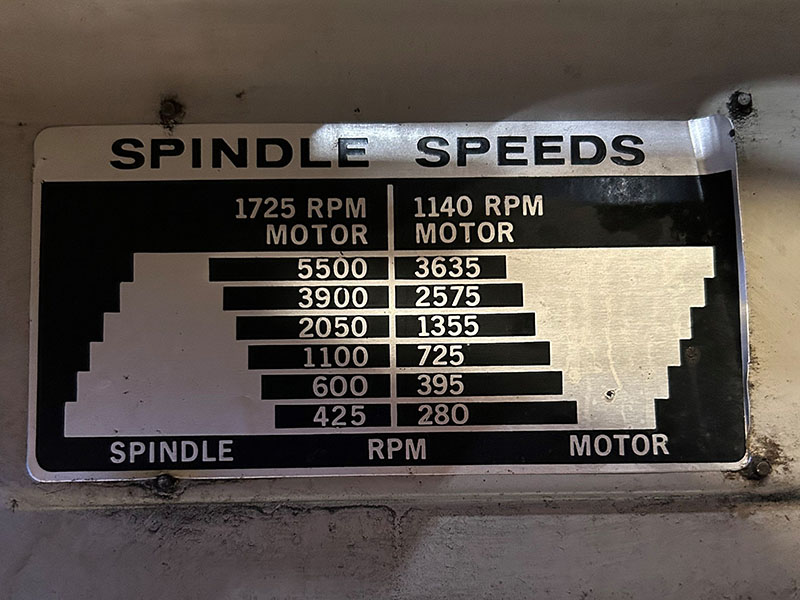 SPINDLE SPEEDS
1725 RPM MOTOR 1140 RPM MOTOR
5500 3635
3900 2575
2050 1355
1100 725
600 395
425 280
SPINDLE RPM MOTOR